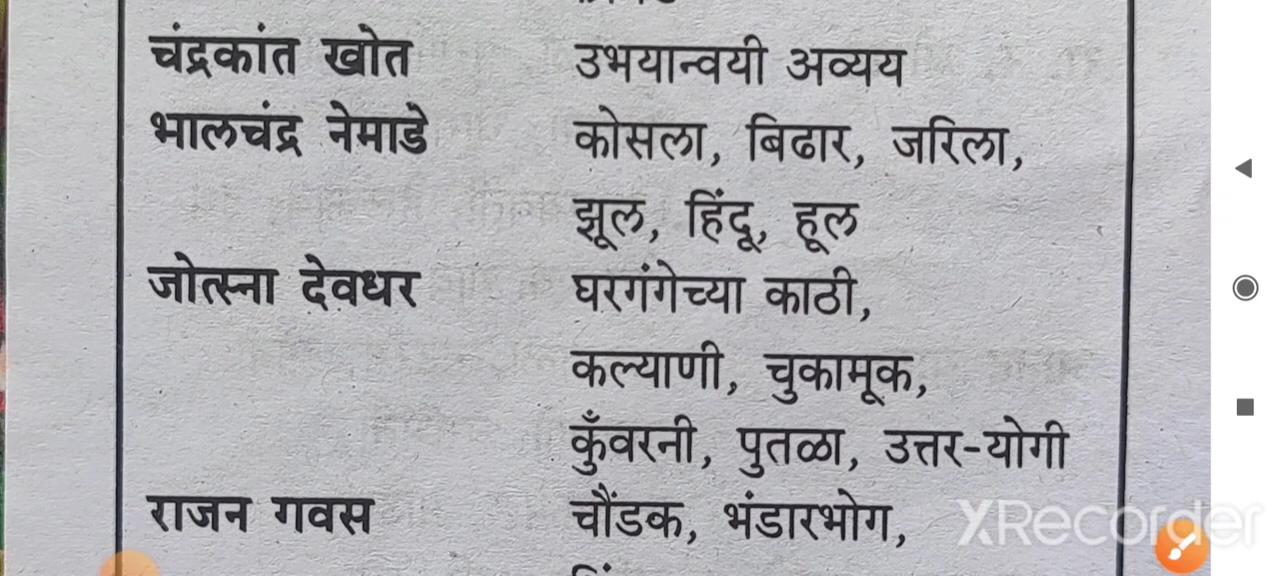 चंद्रकांत खोत उभयान्वयी अव्यय
भालचंद्र नेमाडे कोसला, बिढार, जरिला,
झूल, हिंदू, हूल
जोत्स्ना देवधर घरगंगेच्या काठी,
कल्याणी, चुकामूक,
कुँवरनी, पुतळा, उत्तर-योगी
राजन गवस चौंडक, भंडारभोग,
XRecorder